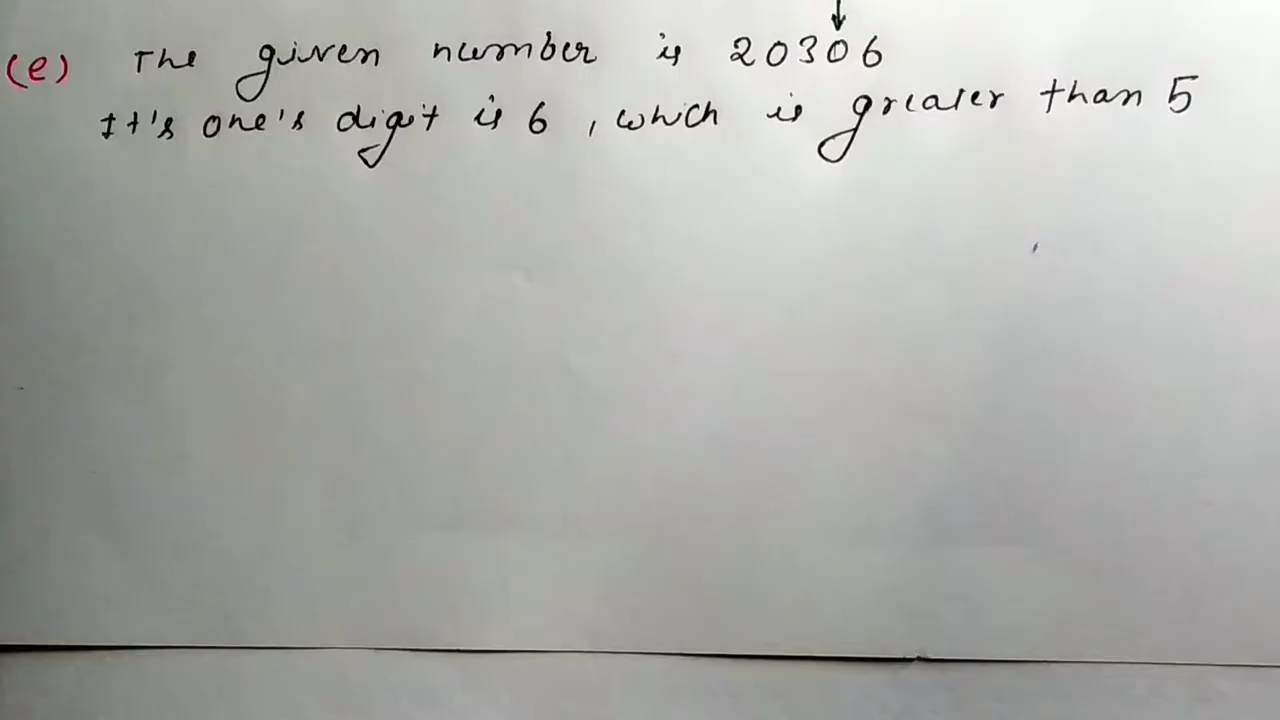 (e) The given number is 20306
It's one's digit is 6, which is greater than 5